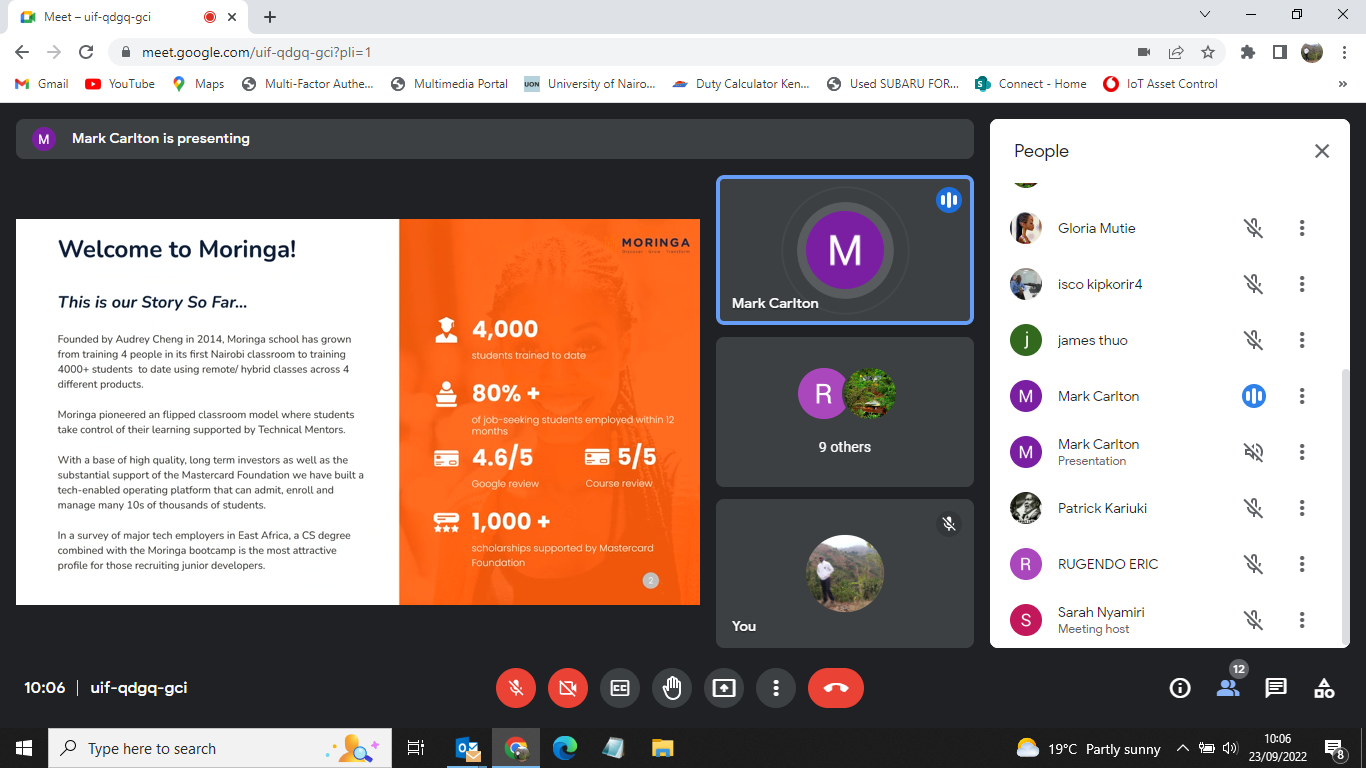 Meet – uif-qdgq-gci
meet.google.com/uif-qdgq-gci?pli=1
Gmail
YouTube
Maps
Multi-Factor Authe...
Multimedia Portal
UON
University of Nairo...
Duty Calculator Ken...
Used SUBARU FOR...
S
Connect - Home
IoT Asset Control
»
M
Mark Carlton is presenting
Welcome to Moringa!
This is our Story So Far...
Founded by Audrey Cheng in 2014, Moringa school has grown
from training 4 people in its first Nairobi classroom to training
4000+ students to date using remote/ hybrid classes across 4
different products.
Moringa pioneered an flipped classroom model where students
take control of their learning supported by Technical Mentors.
With a base of high quality, long term investors as well as the
substantial support of the Mastercard Foundation we have built a
tech-enabled operating platform that can admit, enroll and
manage many 10s of thousands of students.
In a survey of major tech employers in East Africa, a CS degree
combined with the Moringa bootcamp is the most attractive
profile for those recruiting junior developers.
MORINGA
Discover · Grow · Transform
4,000
students trained to date
80% +
of job-seeking students employed within 12
months
4.6/5
Google review
5/5
Course review
1,000 +
scholarships supported by Mastercard
Foundation
2
M
Mark Carlton
R
9 others
You
People
Gloria Mutie
isco kipkorir4
j
james thuo
M
Mark Carlton
M
Mark Carlton
Presentation
Patrick Kariuki
R
RUGENDO ERIC
S
Sarah Nyamiri
Meeting host
10:06
uif-qdgq-gci
CC
12
Type here to search
19°C Partly sunny
10:06
23/09/2022
8